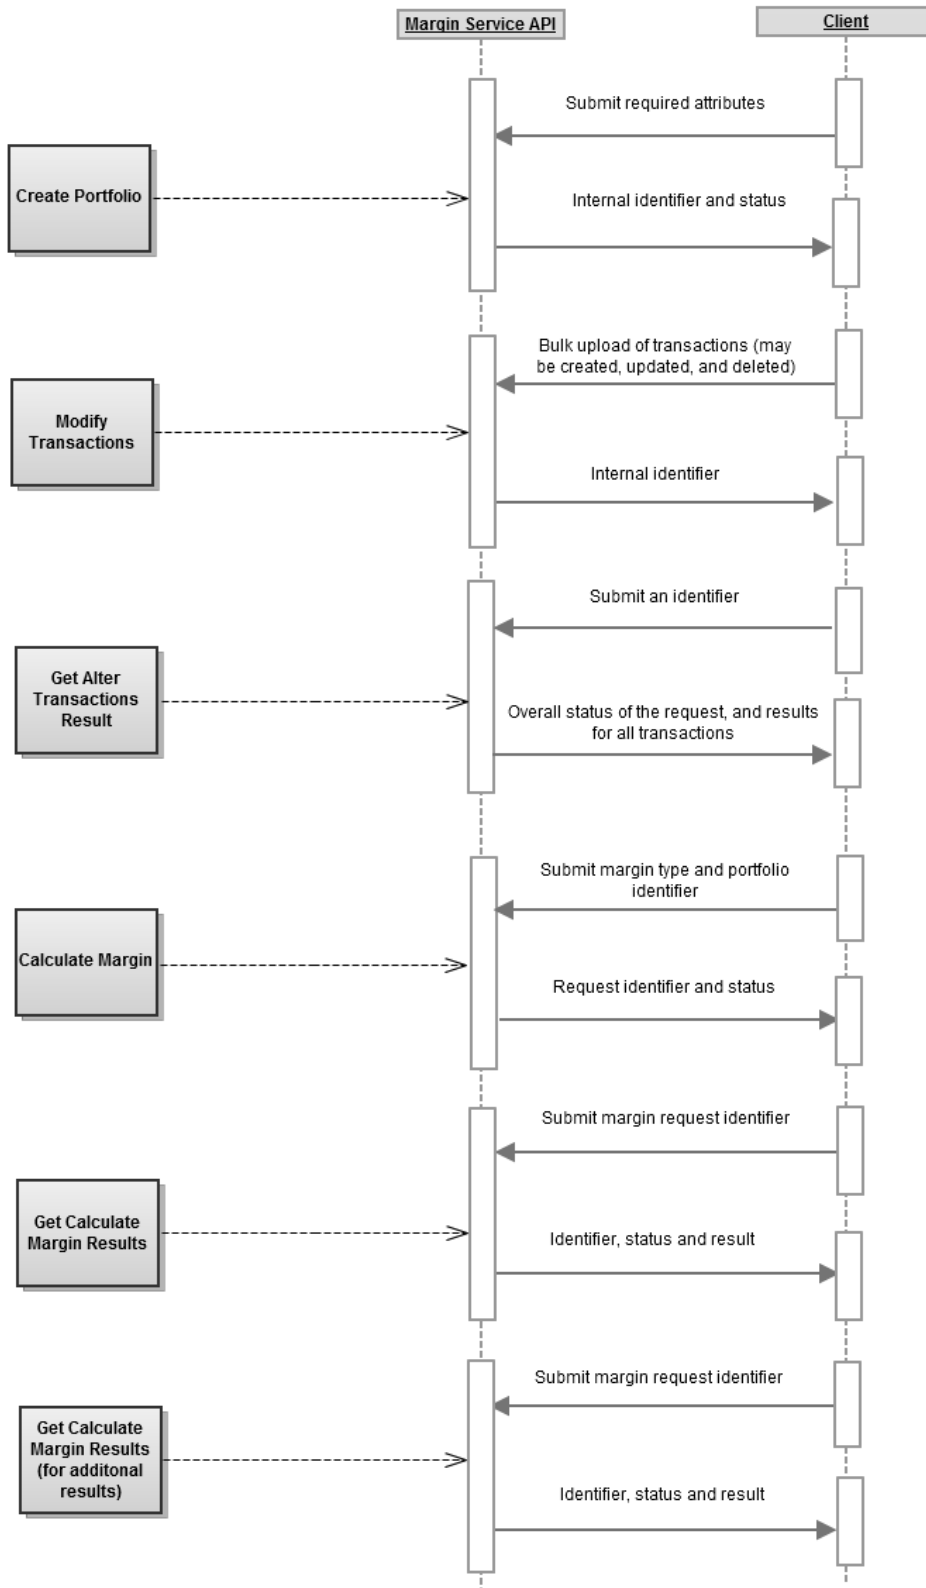 Margin Service API
Client
Submit required attributes
Create Portfolio
Internal identifier and status
Bulk upload of transactions (may
be created, updated, and deleted)
Modify
Transactions
Internal identifier
Submit an identifier
Get Alter
Transactions
Result
Overall status of the request, and results
for all transactions
Submit margin type and portfolio
identifier
Calculate Margin
Request identifier and status
Submit margin request identifier
Get Calculate
Margin Results
Identifier, status and result
Submit margin request identifier
Get Calculate
Margin Results
(for additonal
results)
Identifier, status and result